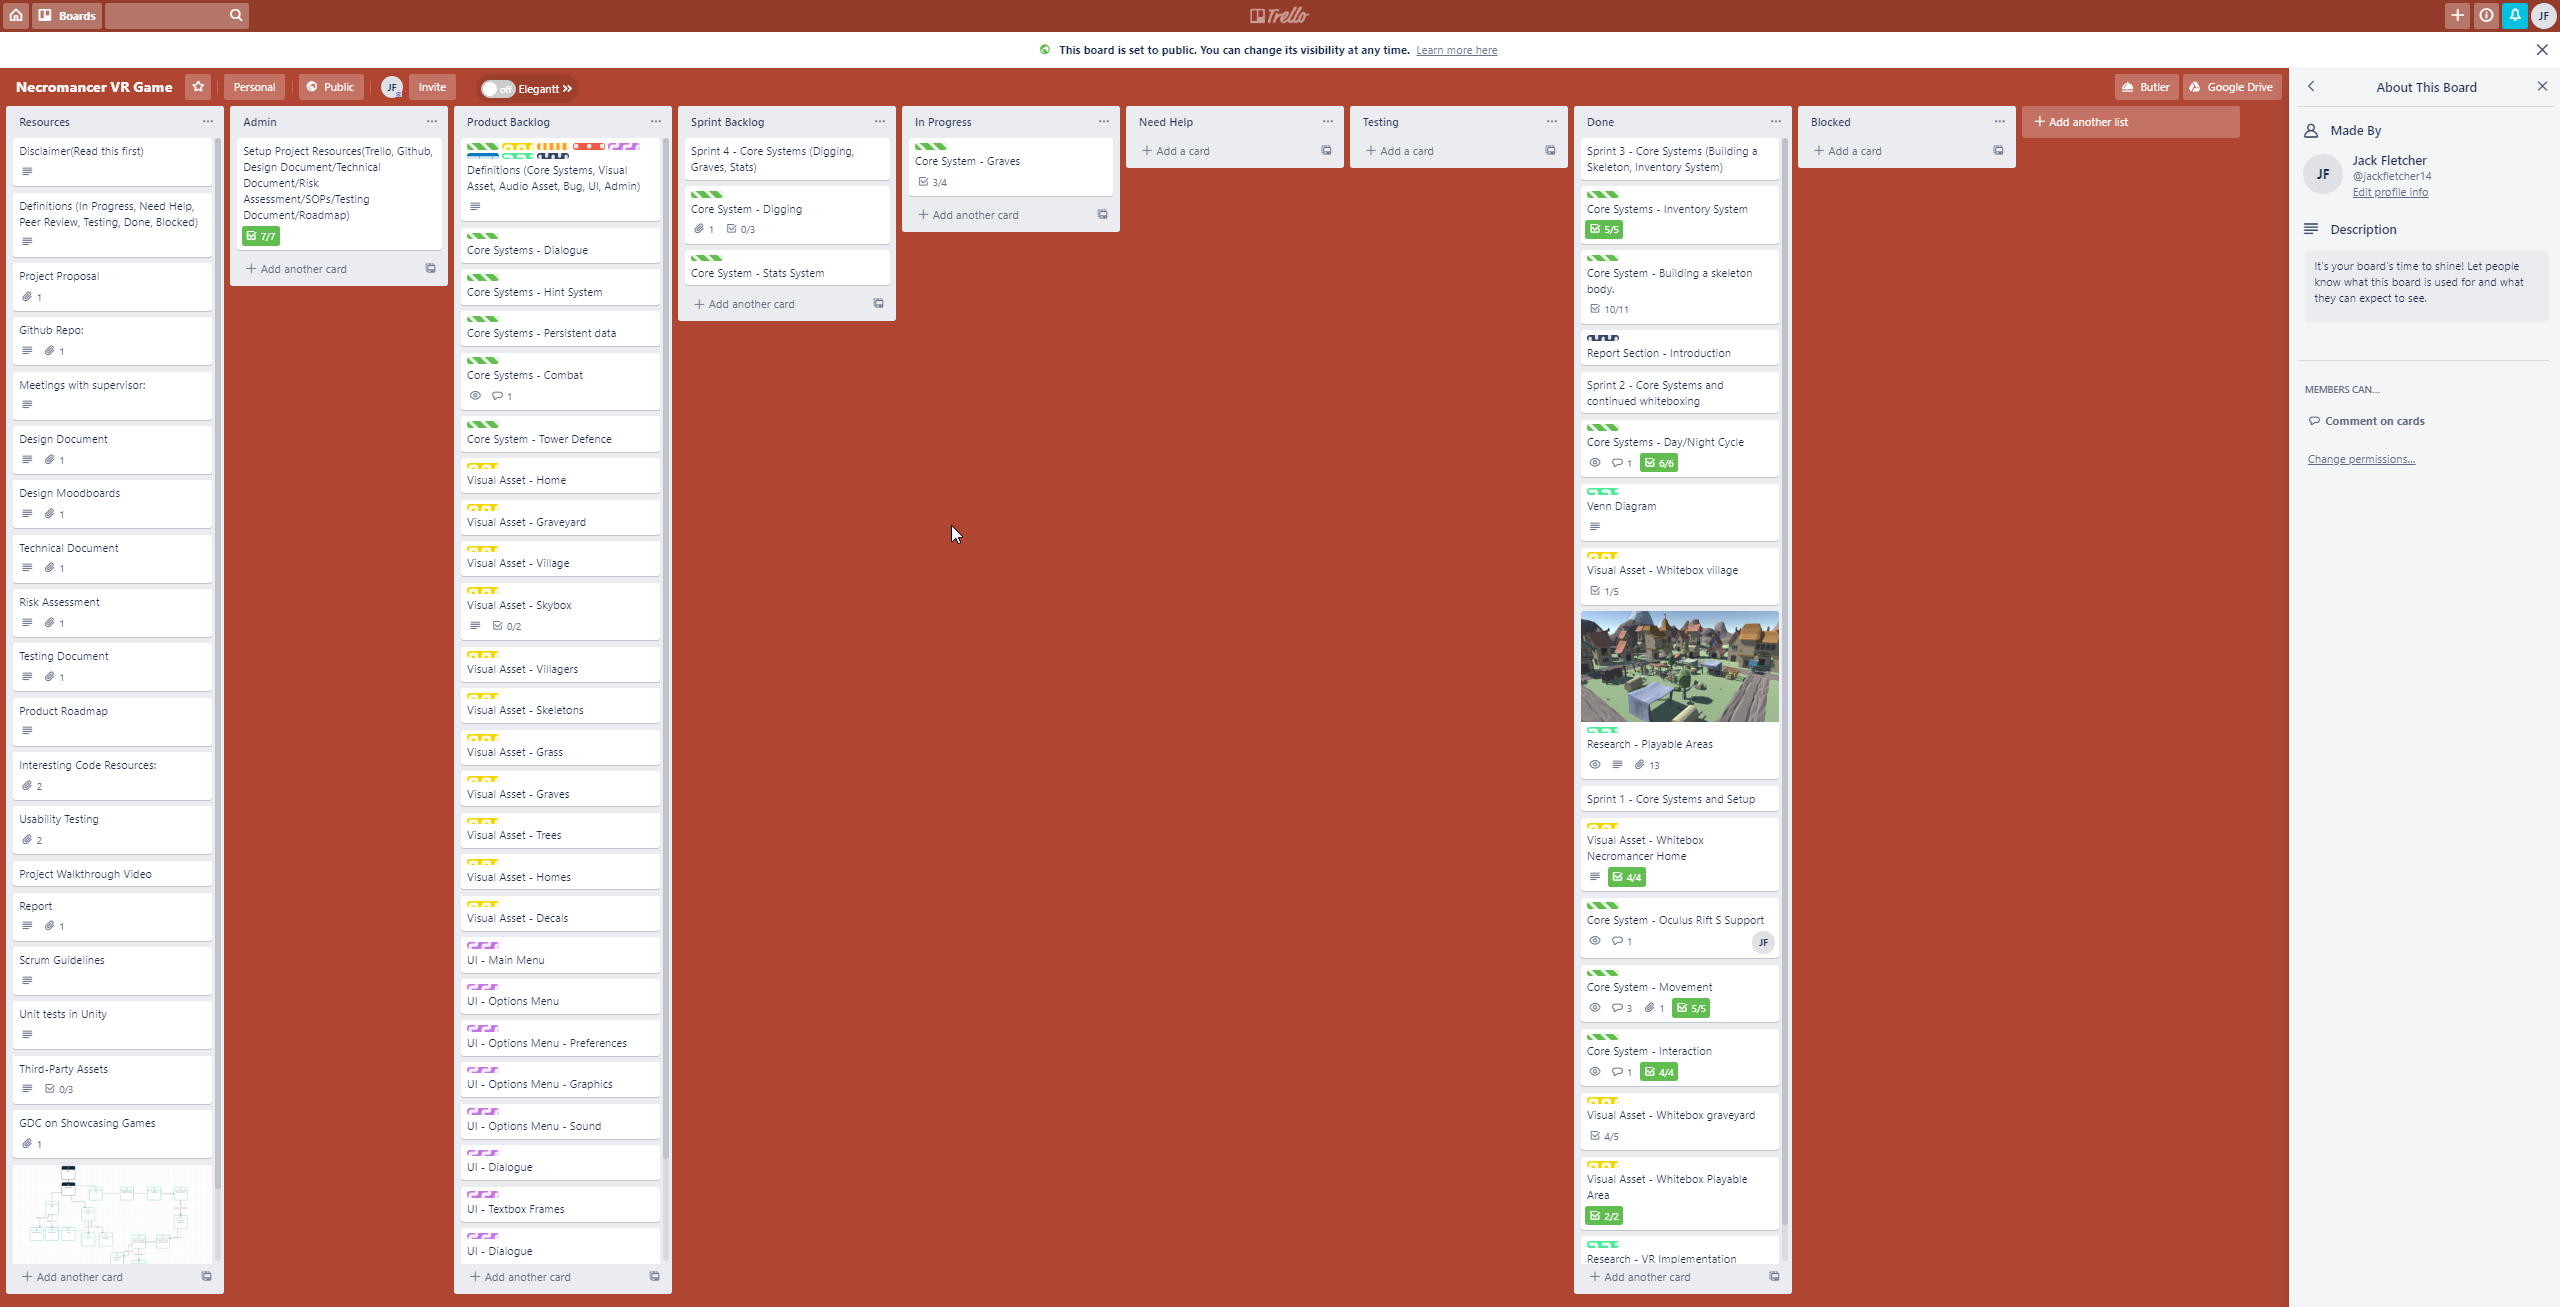 Boards
Trello
JF
This board is set to public. You can change its visibility at any time. Learn more here
Necromancer VR Game
Personal
Public
JF
Invite
off
Elegantt
Butler
Google Drive
Resources
Disclaimer(Read this first)
Definitions (In Progress, Need Help,
Peer Review, Testing, Done, Blocked)
Project Proposal
1
Github Repo:
1
Meetings with supervisor:
Design Document
1
Design Moodboards
1
Technical Document
1
Risk Assessment
1
Testing Document
1
Product Roadmap
Interesting Code Resources:
2
Usability Testing
2
Project Walkthrough Video
Report
1
Scrum Guidelines
Unit tests in Unity
Third-Party Assets
0/3
GDC on Showcasing Games
1
Add another card
Admin
Setup Project Resources(Trello, Github,
Design Document/Technical
Document/Risk
Assessment/SOPs/Testing
Document/Roadmap)
7/7
Add another card
Product Backlog
Definitions (Core Systems, Visual
Asset, Audio Asset, Bug, UI, Admin)
Core Systems - Dialogue
Core Systems - Hint System
Core Systems - Persistent data
Core Systems - Combat
1
Core System - Tower Defence
Visual Asset - Home
Visual Asset - Graveyard
Visual Asset - Village
Visual Asset - Skybox
0/2
Visual Asset - Villagers
Visual Asset - Skeletons
Visual Asset - Grass
Visual Asset - Graves
Visual Asset - Trees
Visual Asset - Homes
Visual Asset - Decals
UI - Main Menu
UI - Options Menu
UI - Options Menu - Preferences
UI - Options Menu - Graphics
UI - Options Menu - Sound
UI - Dialogue
UI - Textbox Frames
UI - Dialogue
Add another card
Sprint Backlog
Sprint 4 - Core Systems (Digging,
Graves, Stats)
Core System - Digging
1 0/3
Core System - Stats System
Add another card
In Progress
Core System - Graves
3/4
Add another card
Need Help
Add a card
Testing
Add a card
Done
Sprint 3 - Core Systems (Building a
Skeleton, Inventory System)
Core Systems - Inventory System
5/5
Core System - Building a skeleton
body.
10/11
Report Section - Introduction
Sprint 2 - Core Systems and
continued whiteboxing
Core Systems - Day/Night Cycle
1 6/6
Venn Diagram
Visual Asset - Whitebox village
1/5
Research - Playable Areas
13
Sprint 1 - Core Systems and Setup
Visual Asset - Whitebox
Necromancer Home
4/4
Core System - Oculus Rift S Support
1
JF
Core System - Movement
3 1 5/5
Core System - Interaction
1 4/4
Visual Asset - Whitebox graveyard
4/5
Visual Asset - Whitebox Playable
Area
2/2
Research - VR Implementation
Add another card
Blocked
Add a card
Add another list
About This Board
Made By
JF
Jack Fletcher
@jackfletcher14
Edit profile info
Description
It's your board's time to shine! Let people
know what this board is used for and what
they can expect to see.
MEMBERS CAN...
Comment on cards
Change permissions...